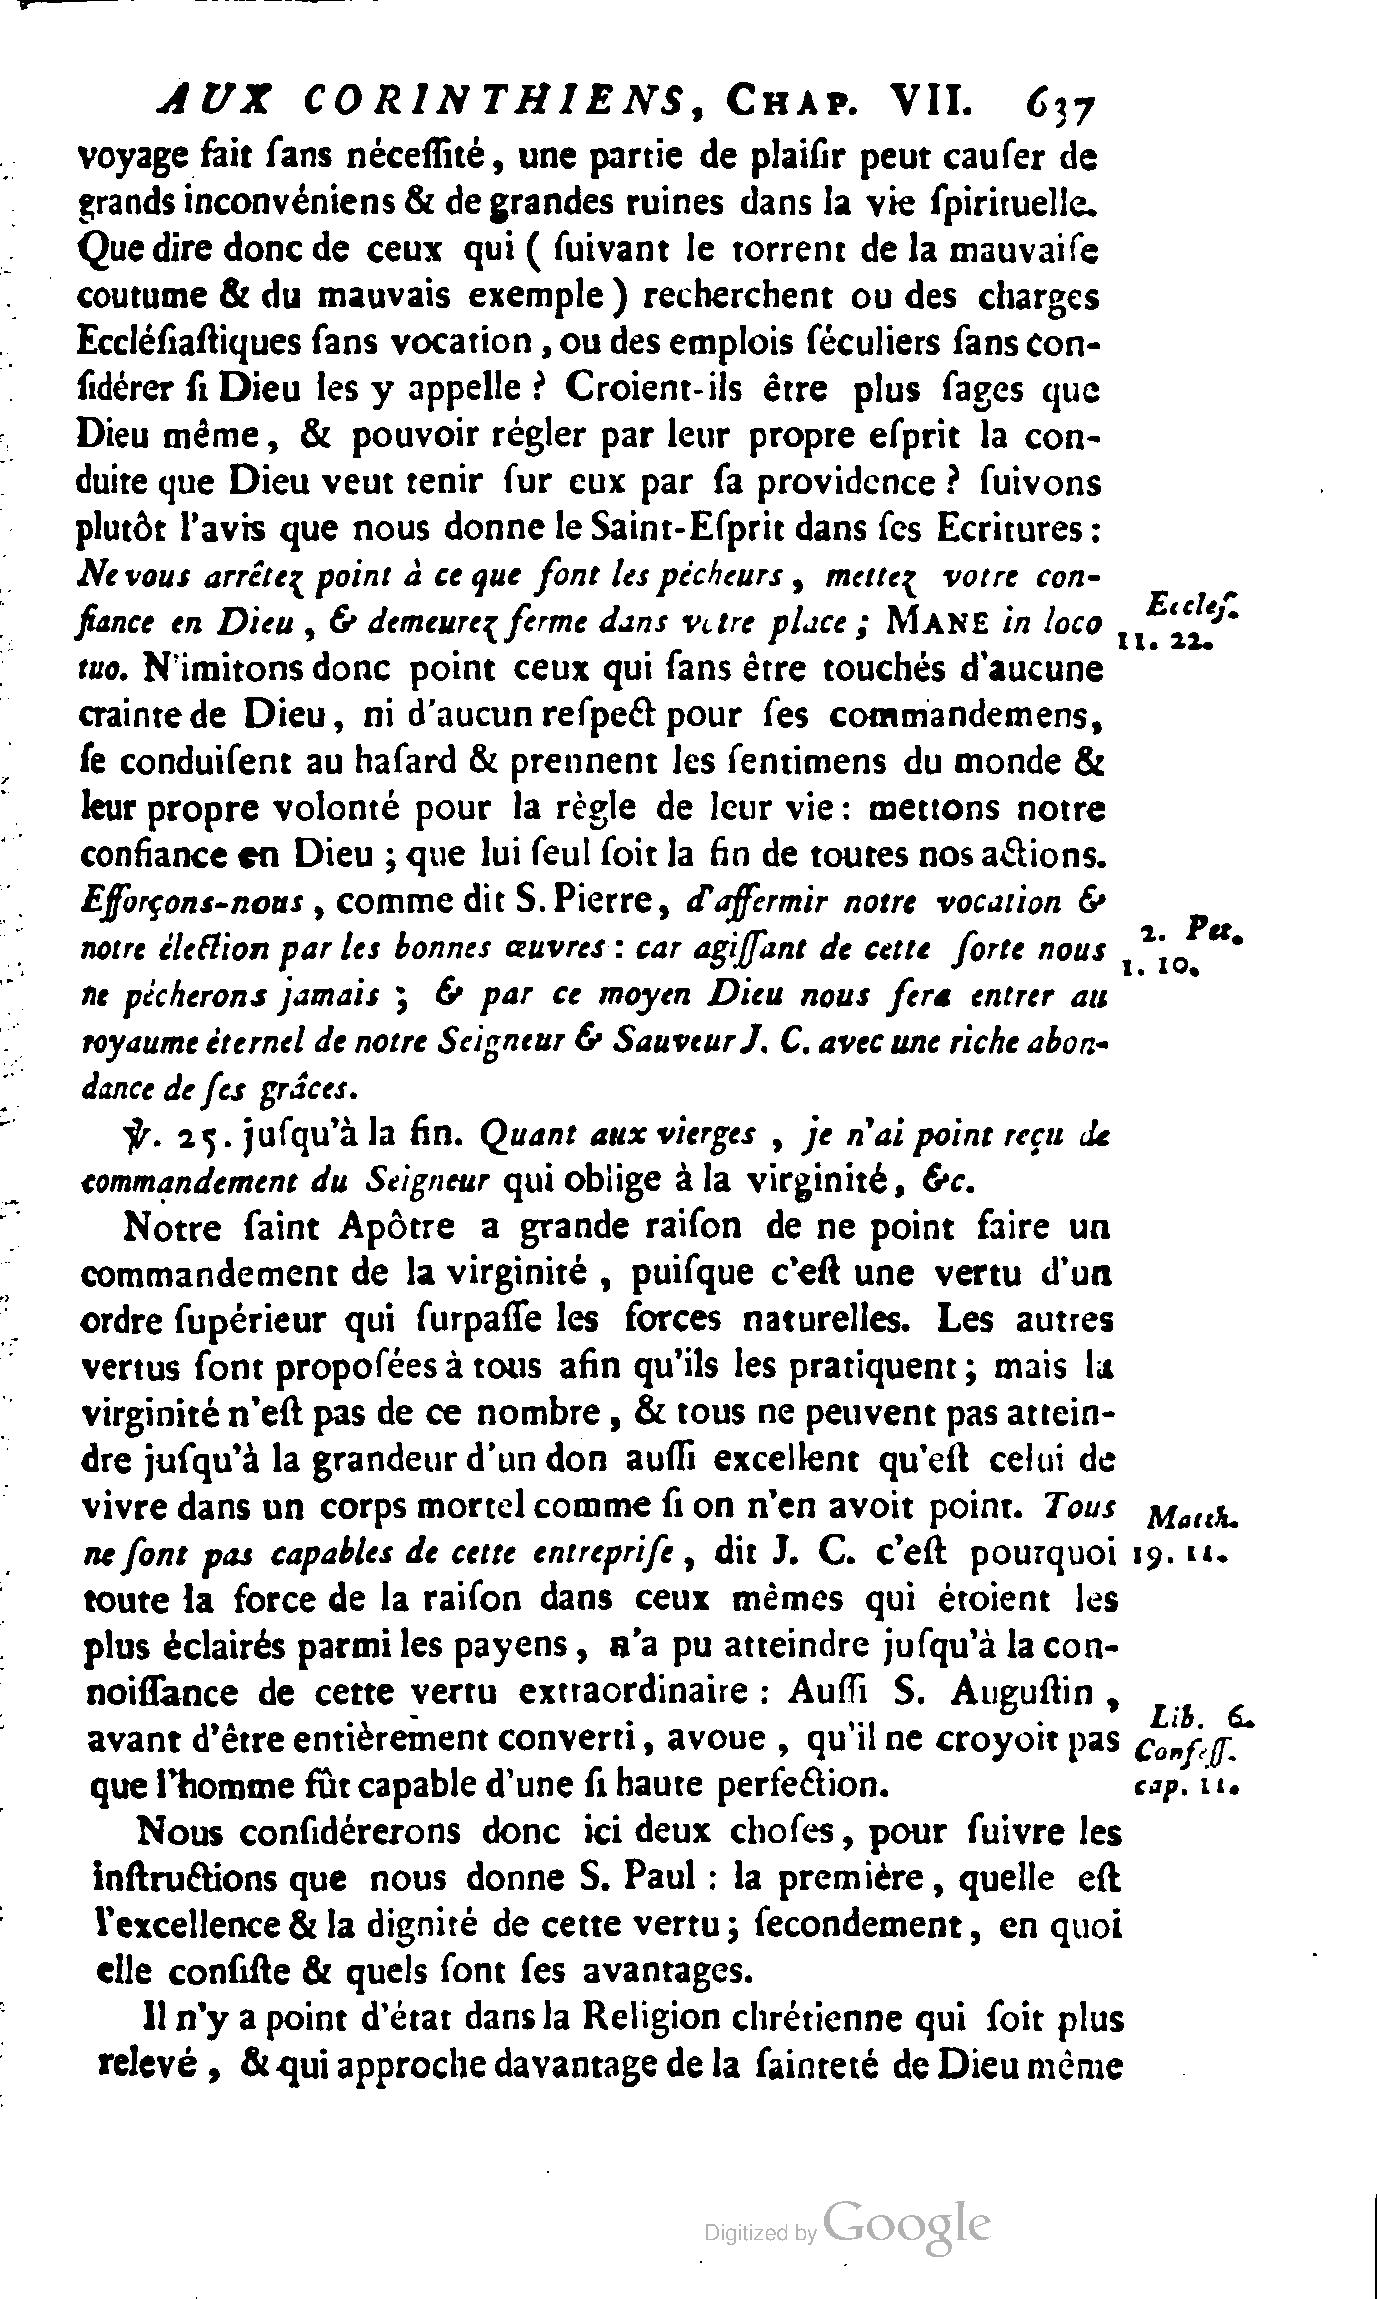 AUX CORINTHIENS, CHAP. VII. 637
voyage fait ſans néceſſité, une partie de plaiſir peut cauſer de
grands inconvéniens & de grandes ruines dans la vie ſpirituelle.
Que dire donc de ceux qui ( ſuivant le torrent de la mauvaiſe
coutume & du mauvais exemple ) recherchent ou des charges
Eccléſiaſtiques ſans vocation, ou des emplois ſéculiers ſans con-
ſidérer ſi Dieu les y appelle ? Croient-ils être plus ſages que
Dieu même, & pouvoir régler par leur propre eſprit la con-
duite que Dieu veut tenir ſur eux par ſa providence ? ſuivons
plutôt l'avis que nous donne le Saint-Eſprit dans ſes Ecritures :
Ne vous arrêtez point à ce que font les pécheurs, mettez votre con-
fiance en Dieu, & demeurez ferme dans votre place ; MANE in loco
Eccleſ.
11. 22.
tuo. N'imitons donc point ceux qui ſans être touchés d'aucune
crainte de Dieu, ni d'aucun reſpect pour ſes commandemens,
ſe conduiſent au haſard & prennent les ſentimens du monde &
leur propre volonté pour la règle de leur vie : mettons notre
confiance en Dieu ; que lui ſeul ſoit la fin de toutes nos actions.
Efforçons-nous, comme dit S. Pierre, d'affermir notre vocation &
notre élection par les bonnes œuvres : car agiſſant de cette ſorte nous
2. Pet.
1. 10.
ne pécherons jamais ; & par ce moyen Dieu nous fera entrer au
royaume éternel de notre Seigneur & Sauveur J. C. avec une riche abon-
dance de ſes grâces.
℣. 25. juſqu'à la fin. Quant aux vierges, je n'ai point reçu de
commandement du Seigneur qui oblige à la virginité, &c.
Notre ſaint Apôtre a grande raiſon de ne point faire un
commandement de la virginité, puiſque c'eſt une vertu d'un
ordre ſupérieur qui ſurpaſſe les forces naturelles. Les autres
vertus ſont propoſées à tous afin qu'ils les pratiquent ; mais la
virginité n'eſt pas de ce nombre, & tous ne peuvent pas attein-
dre juſqu'à la grandeur d'un don auſſi excellent qu'eſt celui de
vivre dans un corps mortel comme ſi on n'en avoit point. Tous
ne ſont pas capables de cette entrepriſe, dit J. C. c'eſt pourquoi
Matth.
19. 11.
toute la force de la raiſon dans ceux mêmes qui étoient les
plus éclairés parmi les payens, n'a pu atteindre juſqu'à la con-
noiſſance de cette vertu extraordinaire : Auſſi S. Auguſtin,
avant d'être entièrement converti, avoue, qu'il ne croyoit pas
que l'homme fût capable d'une ſi haute perfection.
Lib. 6.
Confeſſ.
cap. 11.
Nous conſidérerons donc ici deux choſes, pour ſuivre les
inſtructions que nous donne S. Paul : la première, quelle eſt
l'excellence & la dignité de cette vertu ; ſecondement, en quoi
elle conſiſte & quels ſont ſes avantages.
Il n'y a point d'état dans la Religion chrétienne qui ſoit plus
relevé, & qui approche davantage de la ſainteté de Dieu même
Digitized by Google